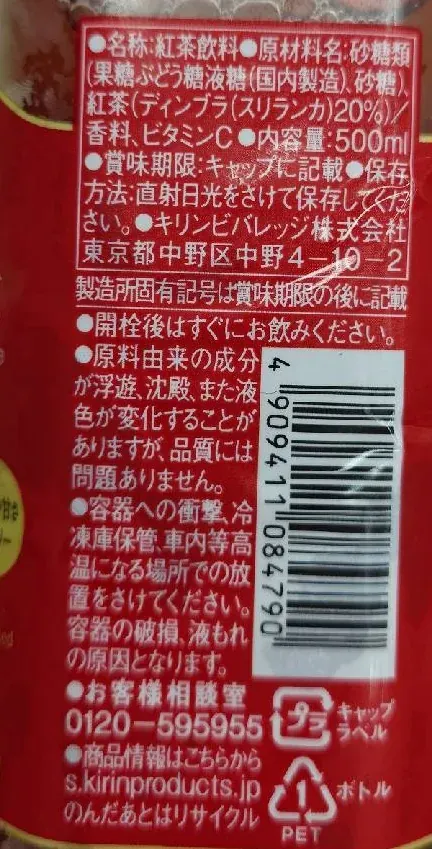 ●名称:紅茶飲料●原材料名:砂糖類
(果糖ぶどう糖液糖(国内製造)、砂糖)、
紅茶(ディンブラ(スリランカ)20%)/
香料、ビタミンC●内容量:500ml
●賞味期限:キャップに記載●保存
方法:直射日光をさけて保存してくだ
さい。●キリンビバレッジ株式会社
東京都中野区中野4-10-2
製造所固有記号は賞味期限の後に記載
●開栓後はすぐにお飲みください。
●原料由来の成分
が浮遊、沈殿、また液
色が変化することが
ありますが、品質には
問題ありません。
●容器への衝撃、冷
凍庫保管、車内等高
温になる場所での放
置をさけてください。
容器の破損、液もれ
の原因となります。
4 909411 084790
●お客様相談室
0120-595955
●商品情報はこちらから
s.kirinproducts.jp
のんだあとはリサイクル
プラ
キャップ
ラベル
1
PET
ボトル